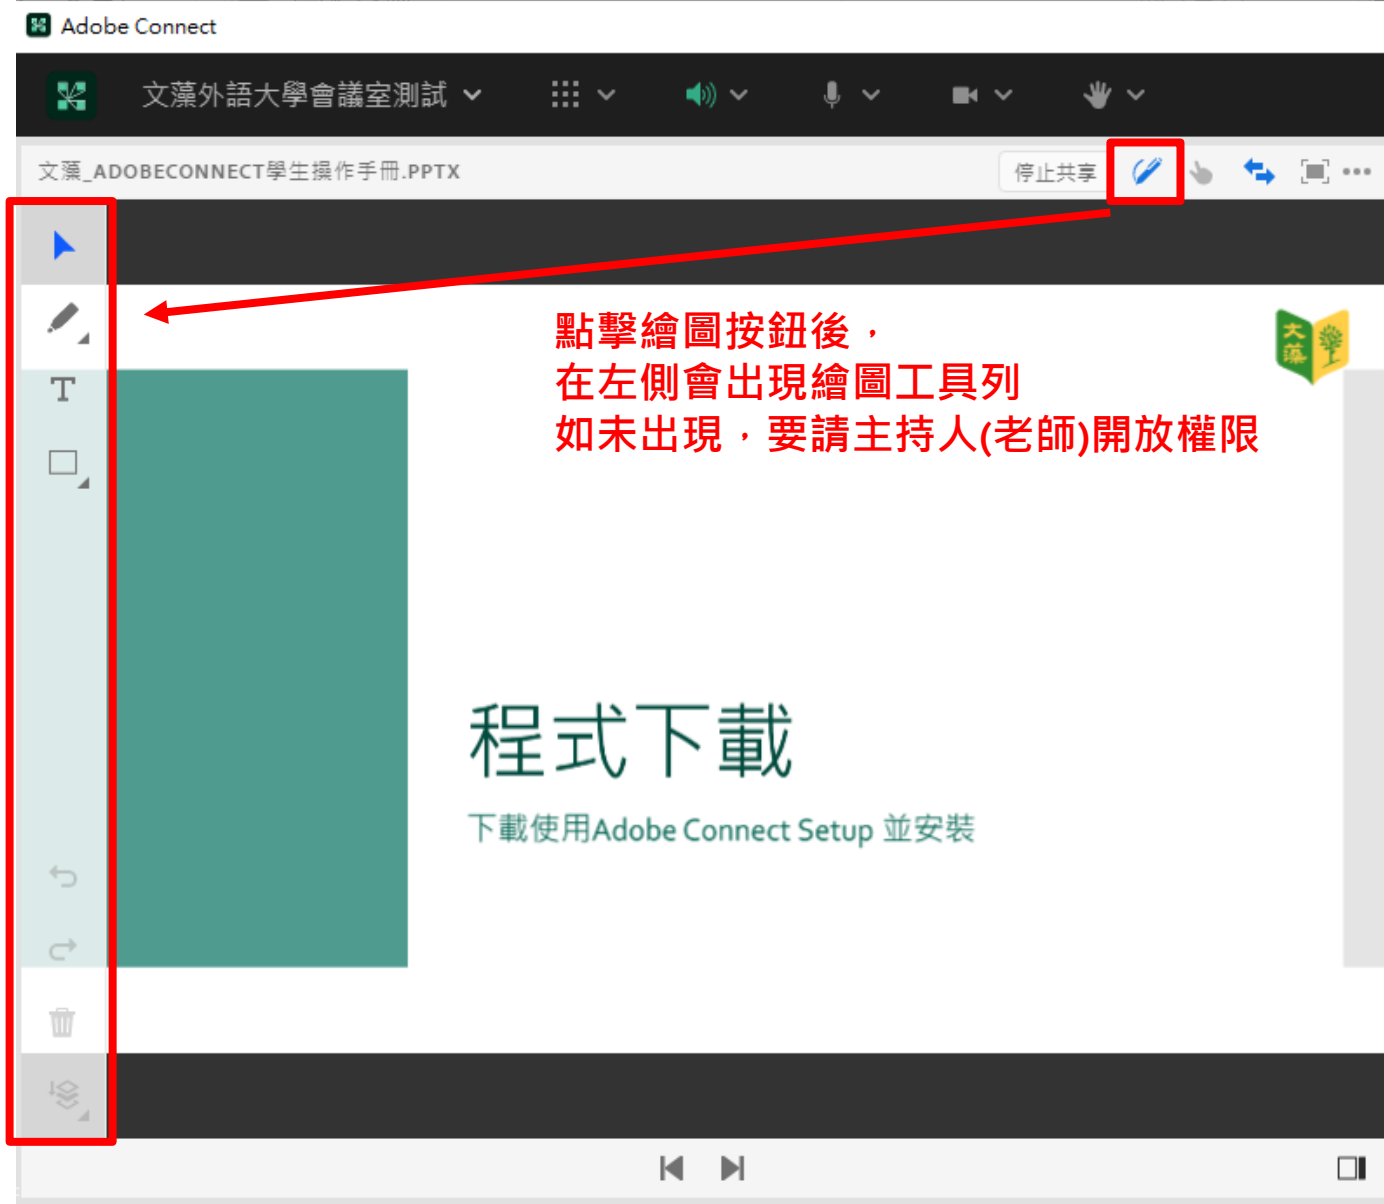 Adobe Connect
文藻外語大學會議室測試
文藻_ADOBECONNECT學生操作手冊.PPTX
停止共享
點擊繪圖按鈕後，
在左側會出現繪圖工具列
如未出現，要請主持人(老師)開放權限
文藻
T
程式下載
下載使用Adobe Connect Setup 並安裝